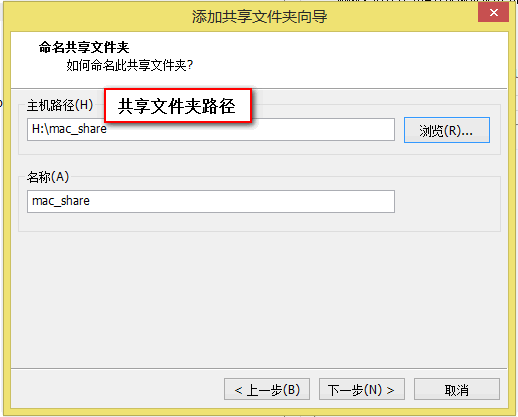 添加共享文件夹向导
命名共享文件夹
如何命名此共享文件夹?
主机路径(H)
共享文件夹路径
H:\mac_share
浏览(R)...
名称(A)
mac_share
< 上一步(B)
下一步(N) >
取消